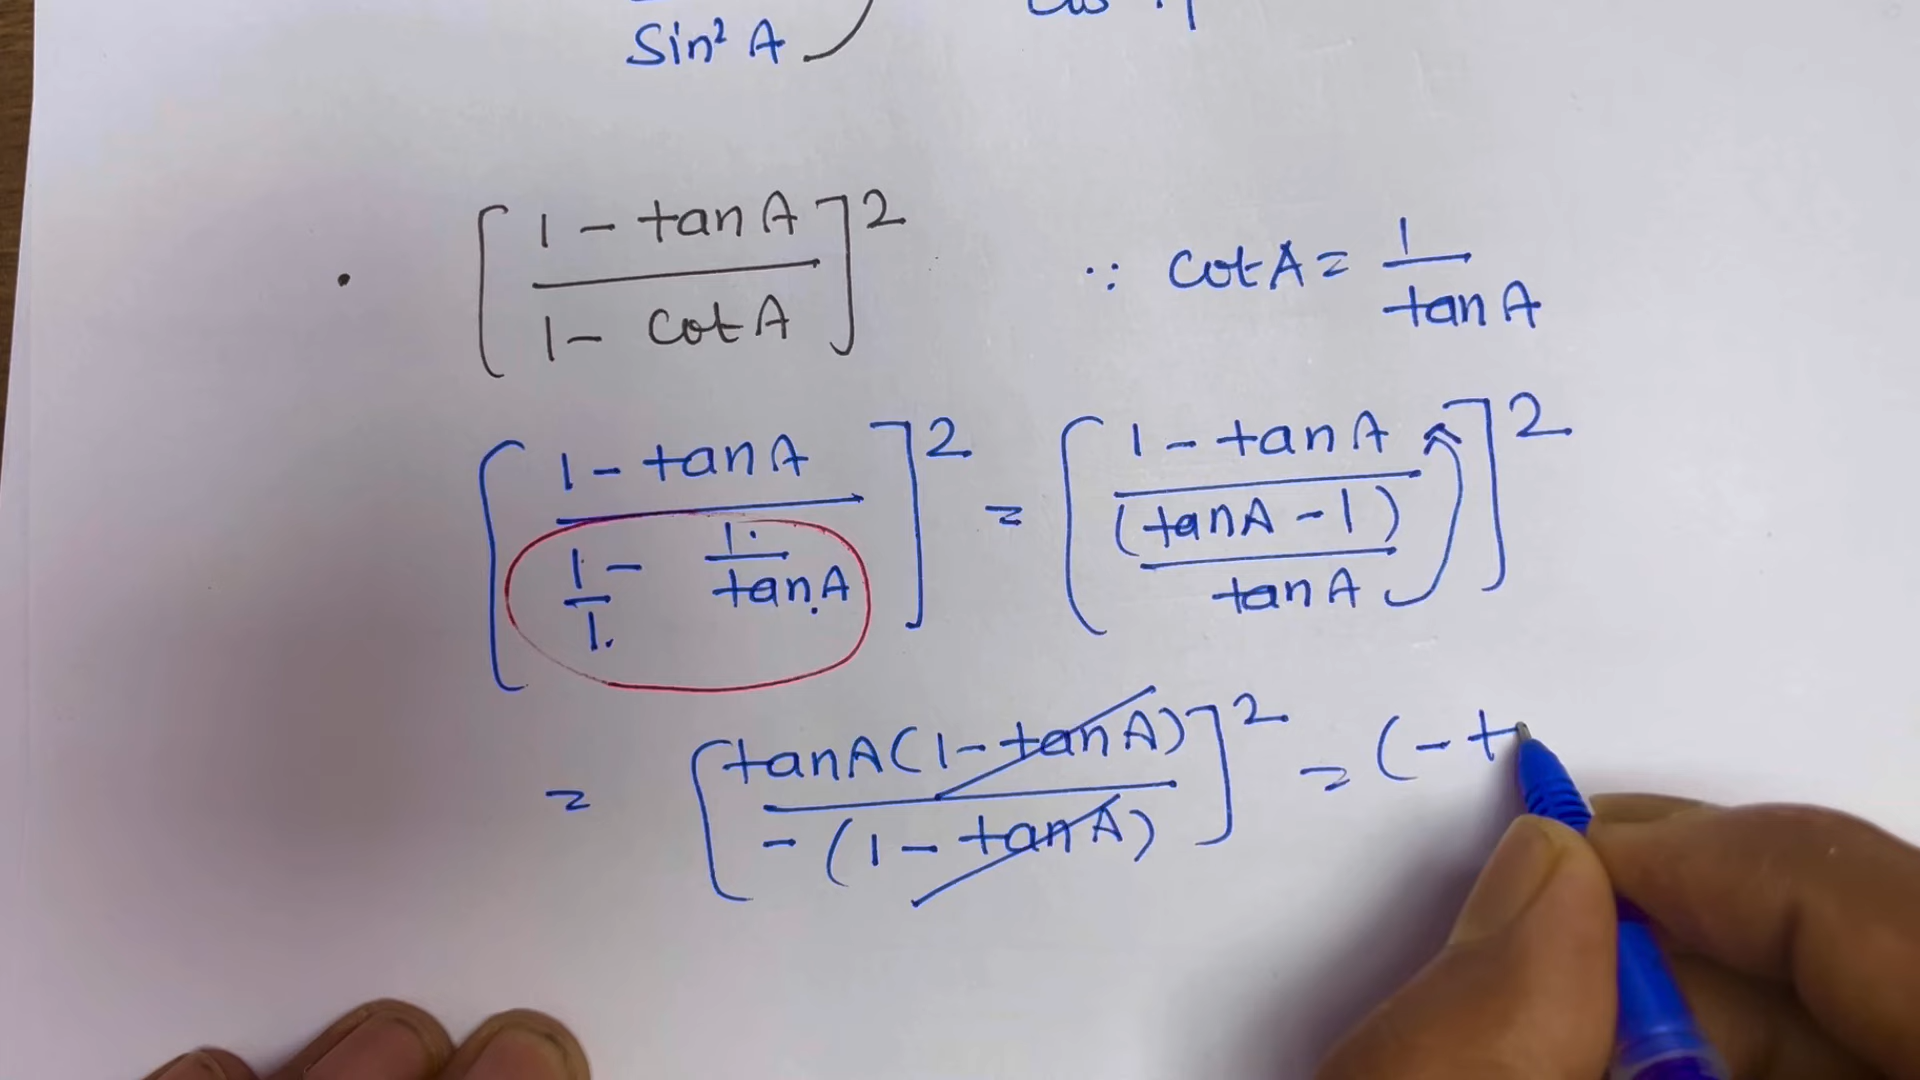 Sin² A
[ (1 - tan A) / (1 - cot A) ]²   ∵ cot A = 1 / tan A
[ (1 - tan A) / (1/1 - 1/tan A) ]² = [ (1 - tan A) / ((tan A - 1) / tan A) ]²
= [ tan A (1 - tan A) / -(1 - tan A) ]² = (- t